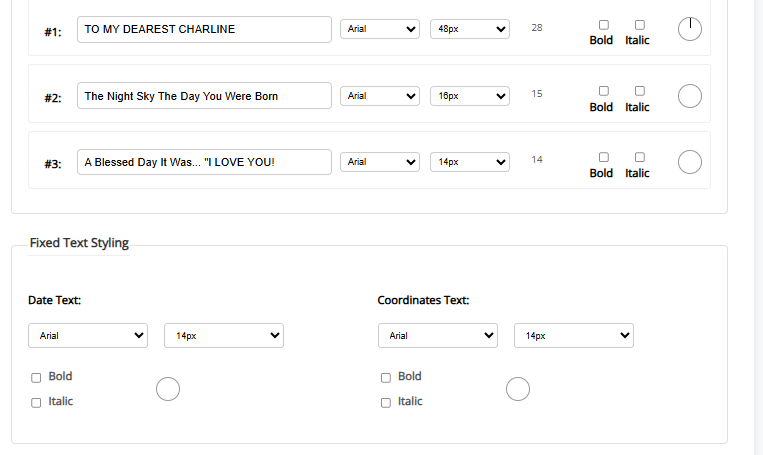 #1: TO MY DEAREST CHARLINE Arial 48px 28 Bold Italic
#2: The Night Sky The Day You Were Born Arial 16px 15 Bold Italic
#3: A Blessed Day It Was... "I LOVE YOU! Arial 14px 14 Bold Italic
Fixed Text Styling
Date Text: Coordinates Text:
Arial 14px Arial 14px
Bold Bold
Italic Italic